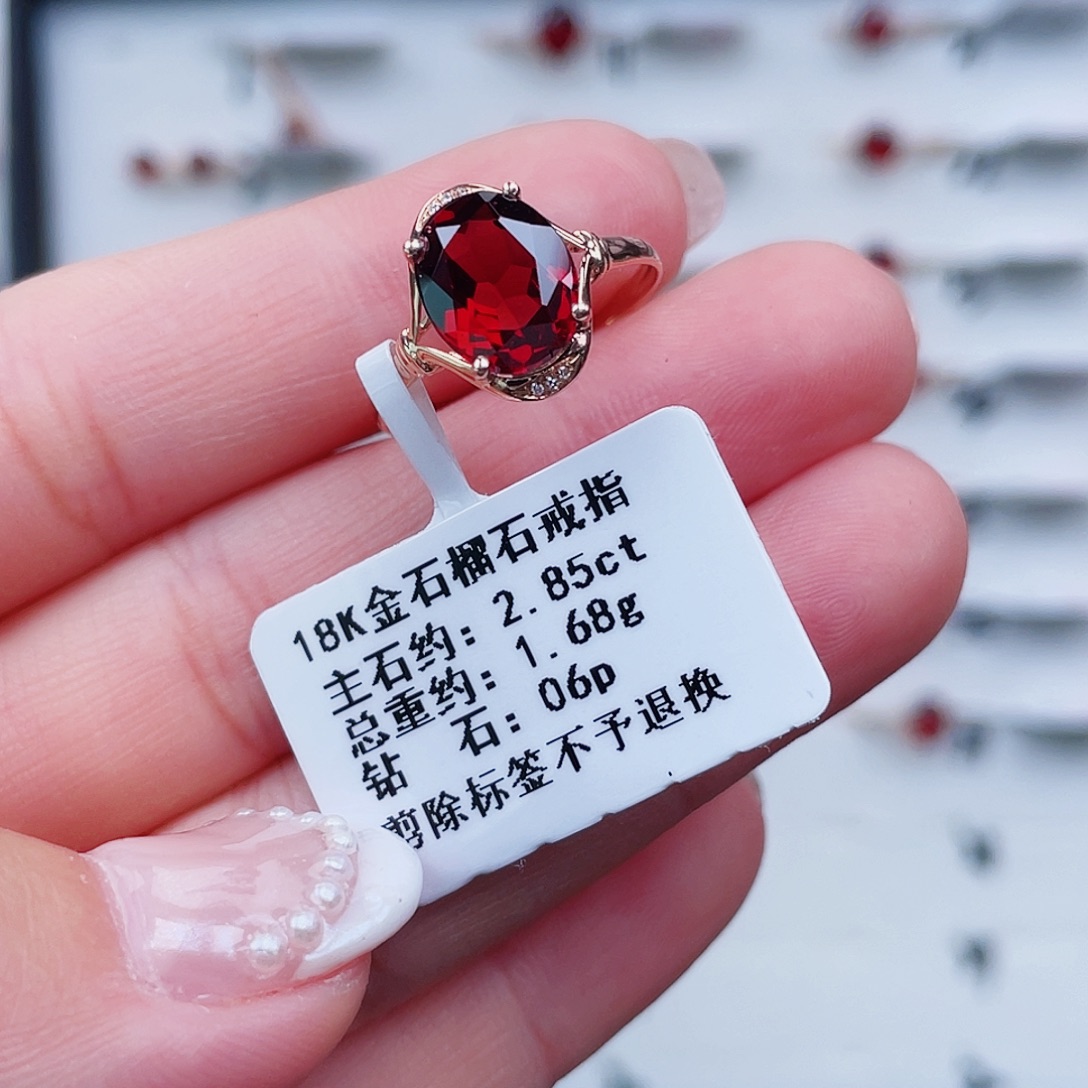 18K金石榴石戒指
主石约: 2.85ct
总重约: 1.68g
钻 石: 06p
剪除标签不予退换